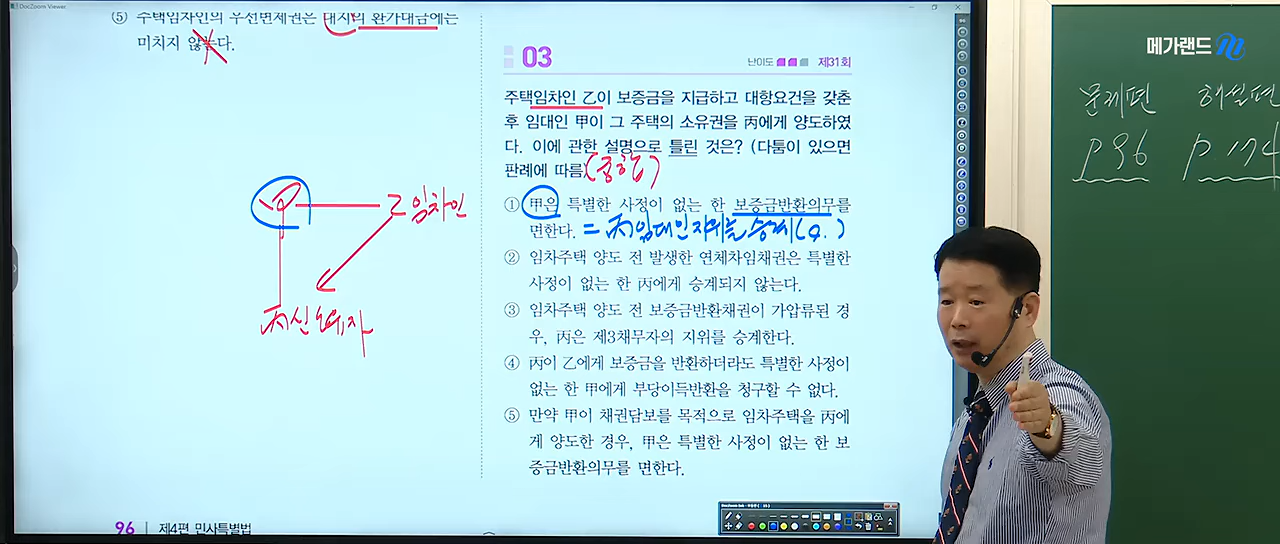 DocZoom Viewer
⑤ 주택임차인의 우선변제권은 대지의 환가대금에는
미치지 않는다.
03
난이도 제31회
주택임차인 乙이 보증금을 지급하고 대항요건을 갖춘
후 임대인 甲이 그 주택의 소유권을 丙에게 양도하였
다. 이에 관한 설명으로 틀린 것은? (다툼이 있으면
판례에 따름)
① 甲은 특별한 사정이 없는 한 보증금반환의무를
면한다. = 丙 임대인지위를 승계(O.)
② 임차주택 양도 전 발생한 연체차임채권은 특별한
사정이 없는 한 丙에게 승계되지 않는다.
③ 임차주택 양도 전 보증금반환채권이 가압류된 경
우, 丙은 제3채무자의 지위를 승계한다.
④ 丙이 乙에게 보증금을 반환하더라도 특별한 사정이
없는 한 甲에게 부당이득반환을 청구할 수 없다.
⑤ 만약 甲이 채권담보를 목적으로 임차주택을 丙에
게 양도한 경우, 甲은 특별한 사정이 없는 한 보
증금반환의무를 면한다.
甲
乙 임차인
丙 신소유자
96 제4편 민사특별법
메가랜드 M
문제편 해설편
P 96 P 174